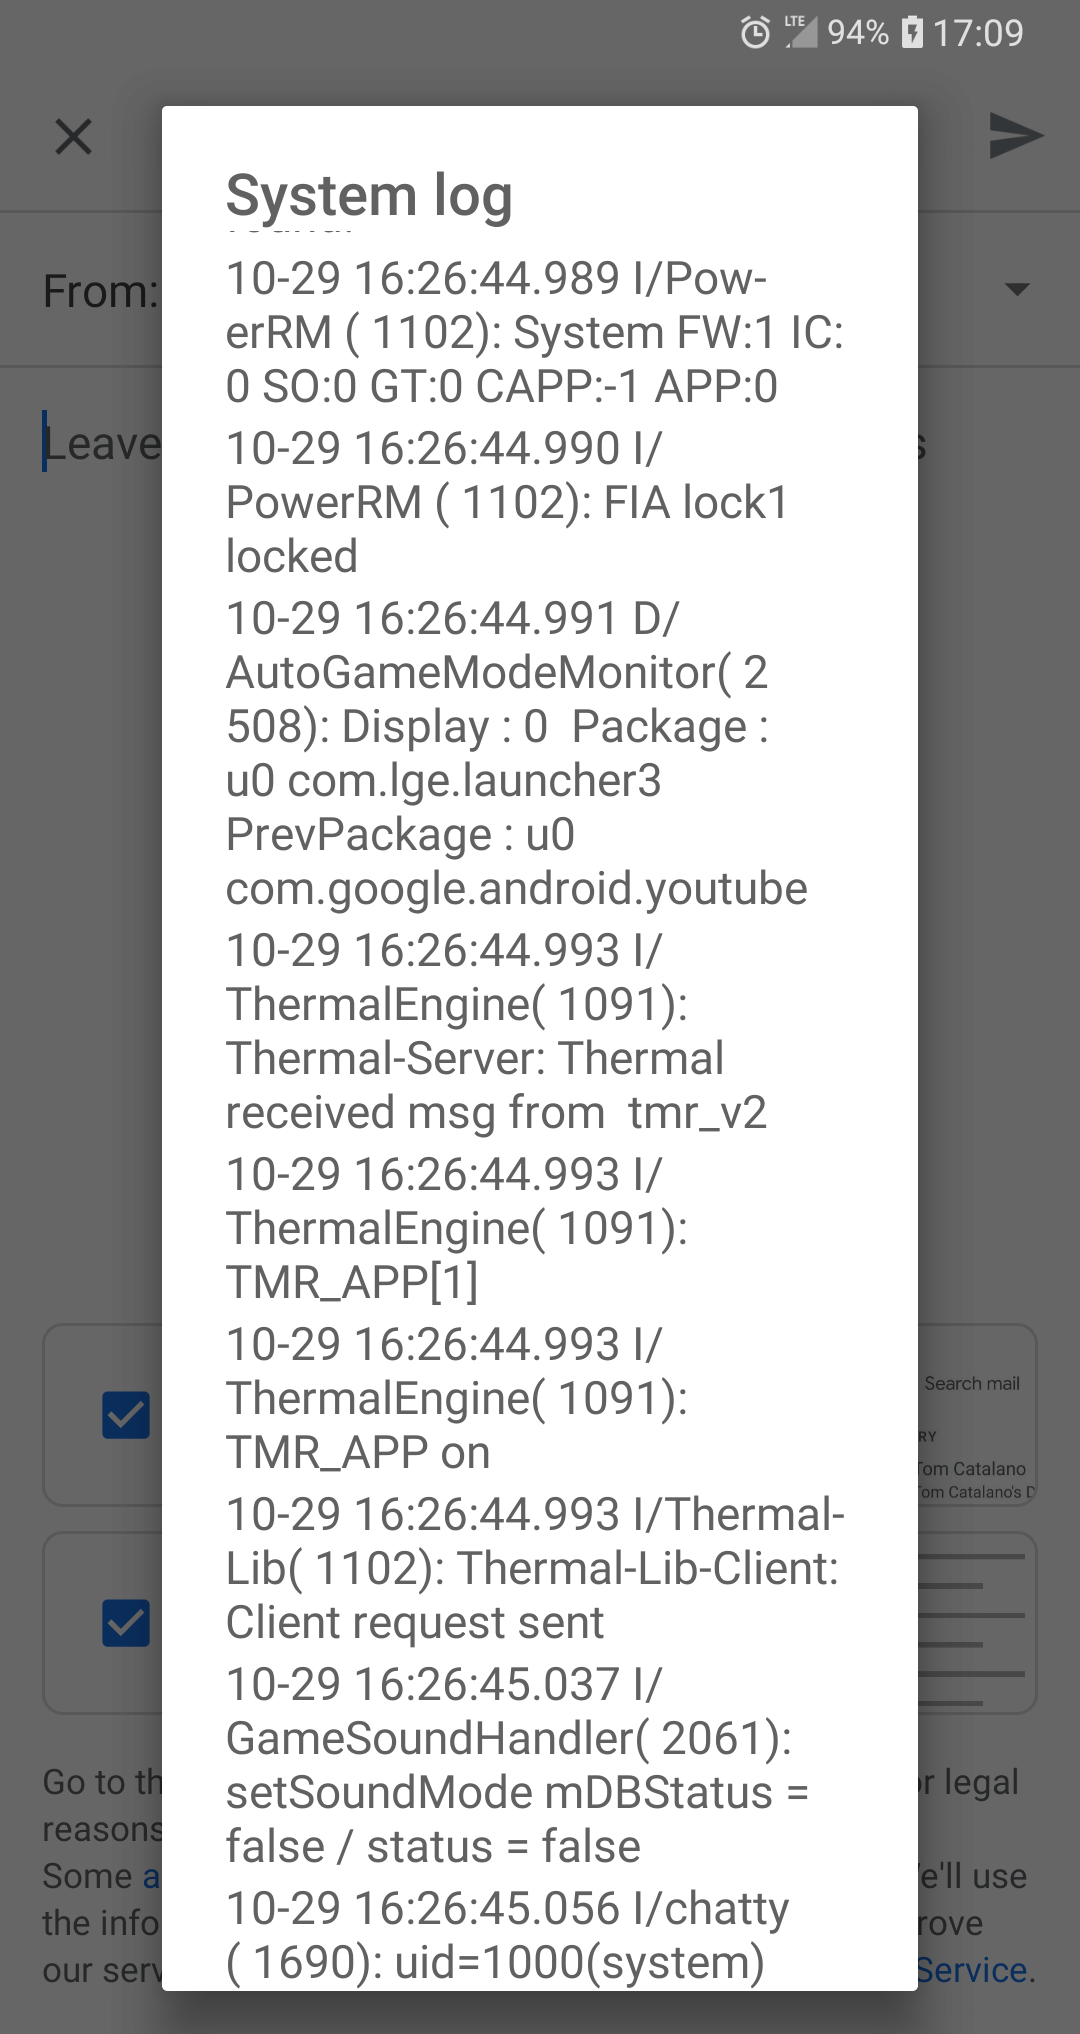 LTE 94% 17:09
System log
From:
10-29 16:26:44.989 I/Pow-
erRM ( 1102): System FW:1 IC:
0 SO:0 GT:0 CAPP:-1 APP:0
Leave
10-29 16:26:44.990 I/
PowerRM ( 1102): FIA lock1
locked
10-29 16:26:44.991 D/
AutoGameModeMonitor( 2
508): Display : 0  Package :
u0 com.lge.launcher3
PrevPackage : u0
com.google.android.youtube
10-29 16:26:44.993 I/
ThermalEngine( 1091):
Thermal-Server: Thermal
received msg from  tmr_v2
10-29 16:26:44.993 I/
ThermalEngine( 1091):
TMR_APP[1]
10-29 16:26:44.993 I/
ThermalEngine( 1091):
TMR_APP on
10-29 16:26:44.993 I/Thermal-
Lib( 1102): Thermal-Lib-Client:
Client request sent
10-29 16:26:45.037 I/
GameSoundHandler( 2061):
setSoundMode mDBStatus =
false / status = false
10-29 16:26:45.056 I/chatty
( 1690): uid=1000(system)
Search mail
RY
Tom Catalano
Tom Catalano's D
Go to th
or legal
reasons
Some a
We'll use
the info
rove
our serv
Service.